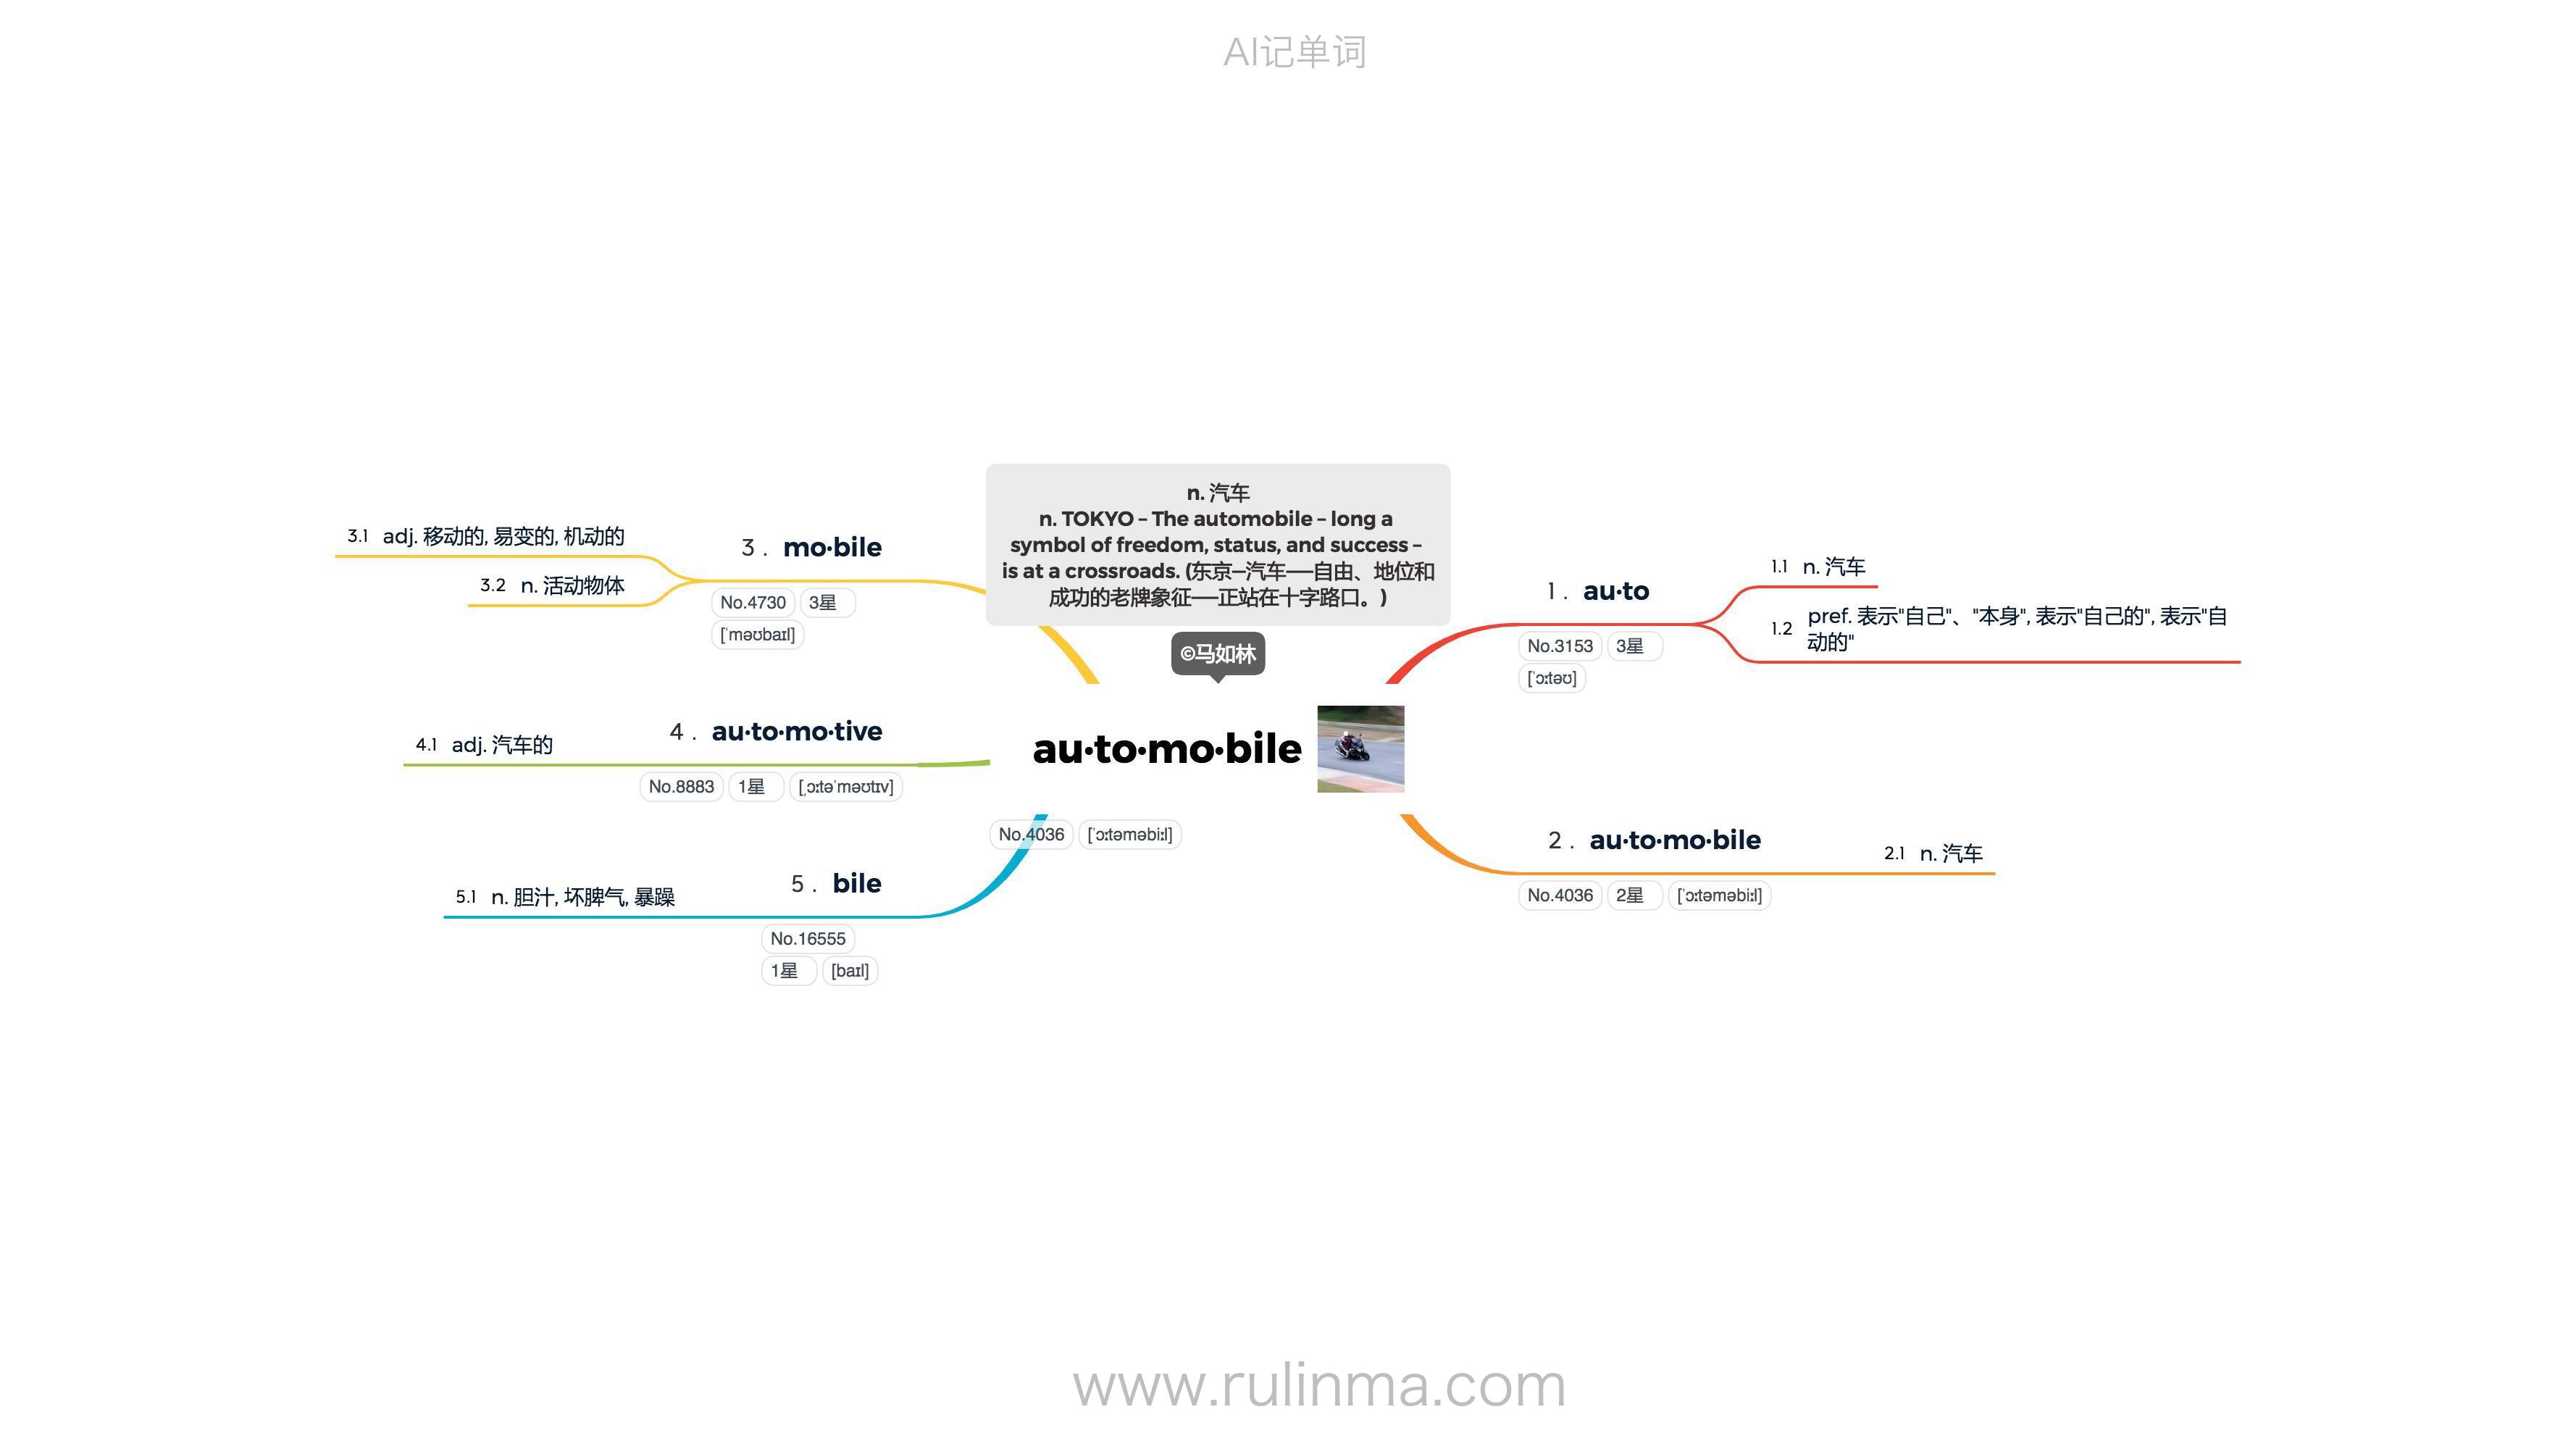 AI记单词
n. 汽车
n. TOKYO – The automobile – long a
symbol of freedom, status, and success –
is at a crossroads. (东京—汽车——自由、地位和
成功的老牌象征——正站在十字路口。)
©马如林
au·to·mo·bile
No.4036 [ˈɔːtəməbiːl]
1 . au·to
No.3153 3星
[ˈɔːtəʊ]
1.1 n. 汽车
1.2 pref. 表示"自己"、"本身", 表示"自己的", 表示"自
动的"
2 . au·to·mo·bile
No.4036 2星 [ˈɔːtəməbiːl]
2.1 n. 汽车
3 . mo·bile
No.4730 3星
[ˈməʊbaɪl]
3.1 adj. 移动的, 易变的, 机动的
3.2 n. 活动物体
4 . au·to·mo·tive
No.8883 1星 [ˌɔːtəˈməʊtɪv]
4.1 adj. 汽车的
5 . bile
No.16555
1星 [baɪl]
5.1 n. 胆汁, 坏脾气, 暴躁
www.rulinma.com